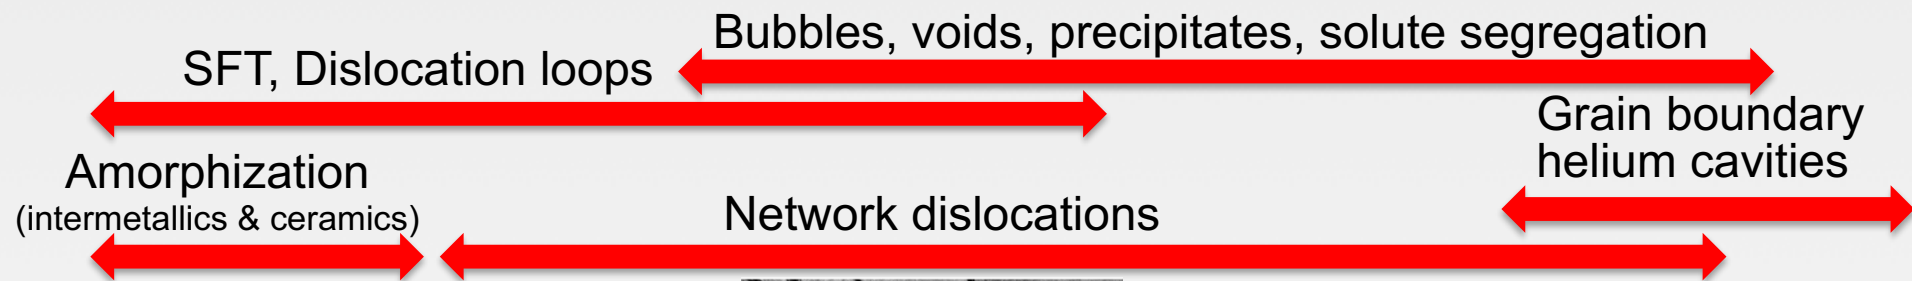 Bubbles, voids, precipitates, solute segregation
SFT, Dislocation loops
Grain boundary
helium cavities
Amorphization
(intermetallics & ceramics)
Network dislocations